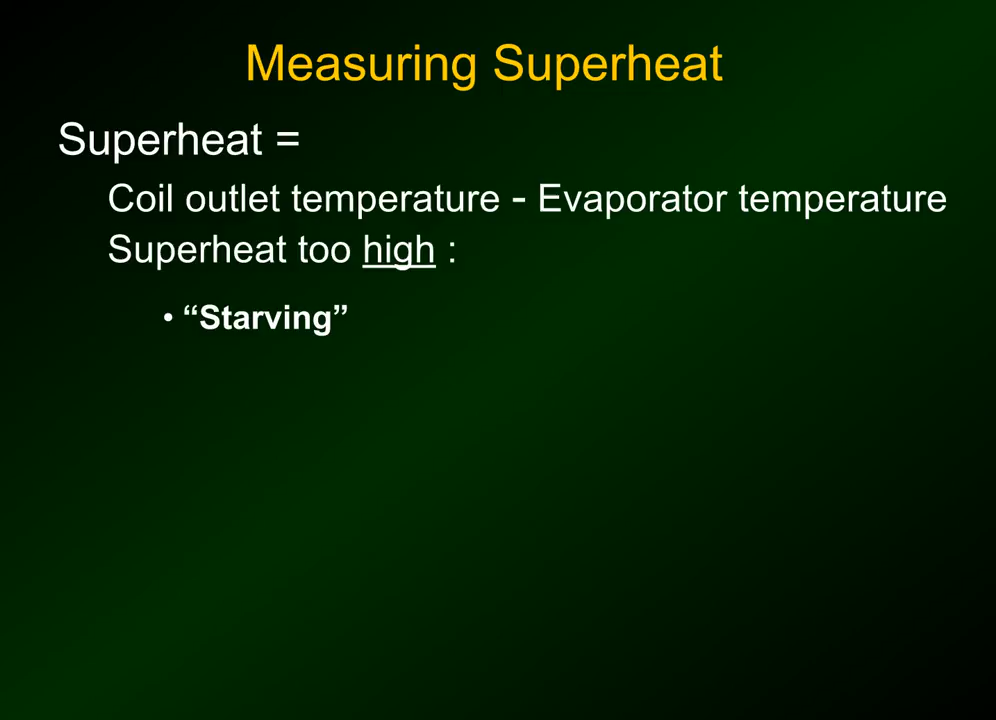 Measuring Superheat
Superheat =
Coil outlet temperature - Evaporator temperature
Superheat too high :
• “Starving”